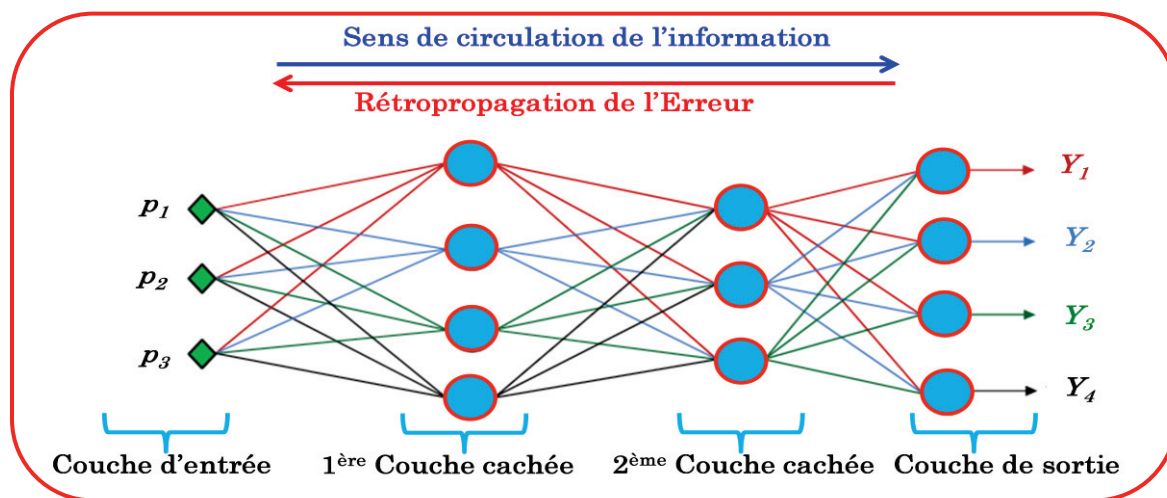 Sens de circulation de l'information
Rétropropagation de l'Erreur
p₁
p₂
p₃
Y₁
Y₂
Y₃
Y₄
Couche d'entrée
1ère Couche cachée
2ème Couche cachée
Couche de sortie